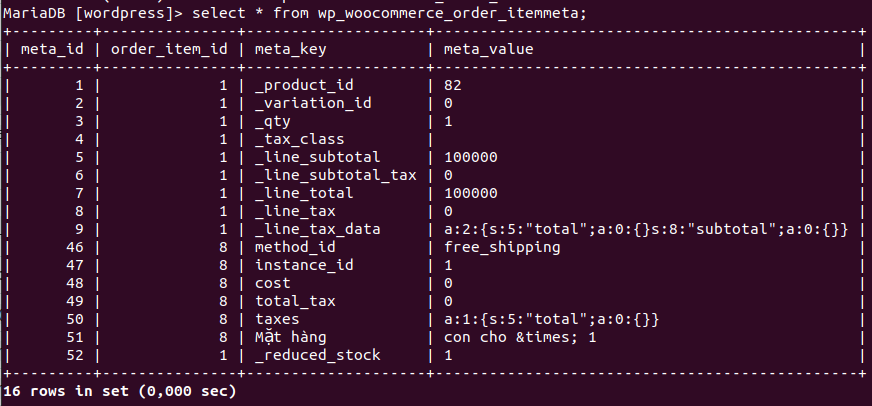 MariaDB [wordpress]> select * from wp_woocommerce_order_itemmeta;
+---------+---------------+--------------------+--------------------------------------------+
| meta_id | order_item_id | meta_key           | meta_value                                 |
+---------+---------------+--------------------+--------------------------------------------+
|       1 |             1 | _product_id        | 82                                         |
|       2 |             1 | _variation_id      | 0                                          |
|       3 |             1 | _qty               | 1                                          |
|       4 |             1 | _tax_class         |                                            |
|       5 |             1 | _line_subtotal     | 100000                                     |
|       6 |             1 | _line_subtotal_tax | 0                                          |
|       7 |             1 | _line_total        | 100000                                     |
|       8 |             1 | _line_tax          | 0                                          |
|       9 |             1 | _line_tax_data     | a:2:{s:5:"total";a:0:{}s:8:"subtotal";a:0:{}} |
|      46 |             8 | method_id          | free_shipping                              |
|      47 |             8 | instance_id        | 1                                          |
|      48 |             8 | cost               | 0                                          |
|      49 |             8 | total_tax          | 0                                          |
|      50 |             8 | taxes              | a:1:{s:5:"total";a:0:{}}                   |
|      51 |             8 | Mặt hàng           | con cho &times; 1                          |
|      52 |             1 | _reduced_stock     | 1                                          |
+---------+---------------+--------------------+--------------------------------------------+
16 rows in set (0,000 sec)